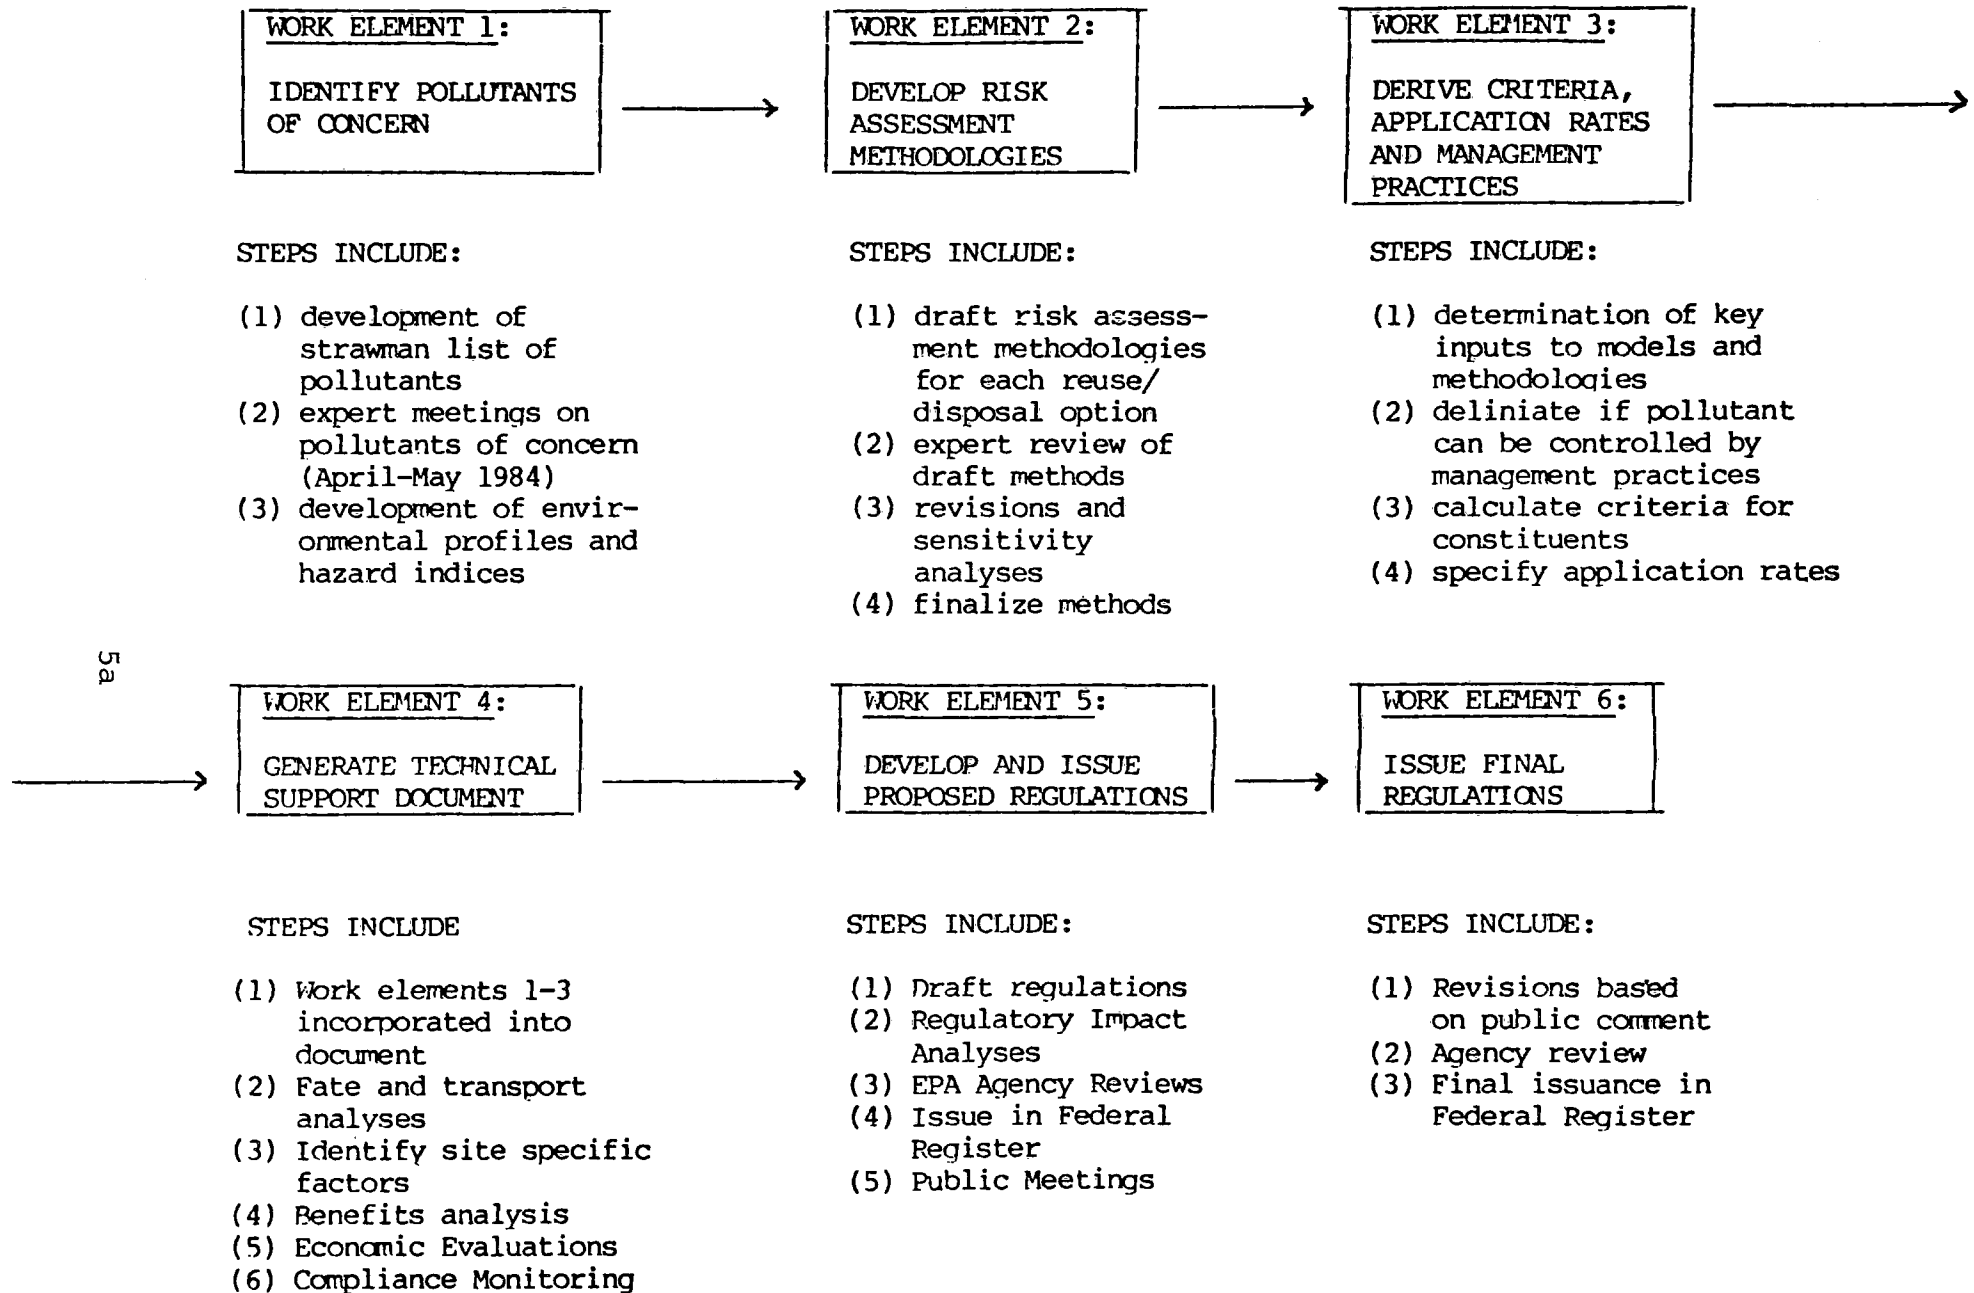 WORK ELEMENT 1:
IDENTIFY POLLUTANTS
OF CONCERN
STEPS INCLUDE:
(1) development of
strawman list of
pollutants
(2) expert meetings on
pollutants of concern
(April-May 1984)
(3) development of envir-
onmental profiles and
hazard indices
WORK ELEMENT 2:
DEVELOP RISK
ASSESSMENT
METHODOLOGIES
STEPS INCLUDE:
(1) draft risk assess-
ment methodologies
for each reuse/
disposal option
(2) expert review of
draft methods
(3) revisions and
sensitivity
analyses
(4) finalize methods
WORK ELEMENT 3:
DERIVE CRITERIA,
APPLICATION RATES
AND MANAGEMENT
PRACTICES
STEPS INCLUDE:
(1) determination of key
inputs to models and
methodologies
(2) deliniate if pollutant
can be controlled by
management practices
(3) calculate criteria for
constituents
(4) specify application rates
5a
WORK ELEMENT 4:
GENERATE TECHNICAL
SUPPORT DOCUMENT
STEPS INCLUDE
(1) Work elements 1-3
incorporated into
document
(2) Fate and transport
analyses
(3) Identify site specific
factors
(4) Benefits analysis
(5) Economic Evaluations
(6) Compliance Monitoring
WORK ELEMENT 5:
DEVELOP AND ISSUE
PROPOSED REGULATIONS
STEPS INCLUDE:
(1) Draft regulations
(2) Regulatory Impact
Analyses
(3) EPA Agency Reviews
(4) Issue in Federal
Register
(5) Public Meetings
WORK ELEMENT 6:
ISSUE FINAL
REGULATIONS
STEPS INCLUDE:
(1) Revisions based
on public comment
(2) Agency review
(3) Final issuance in
Federal Register